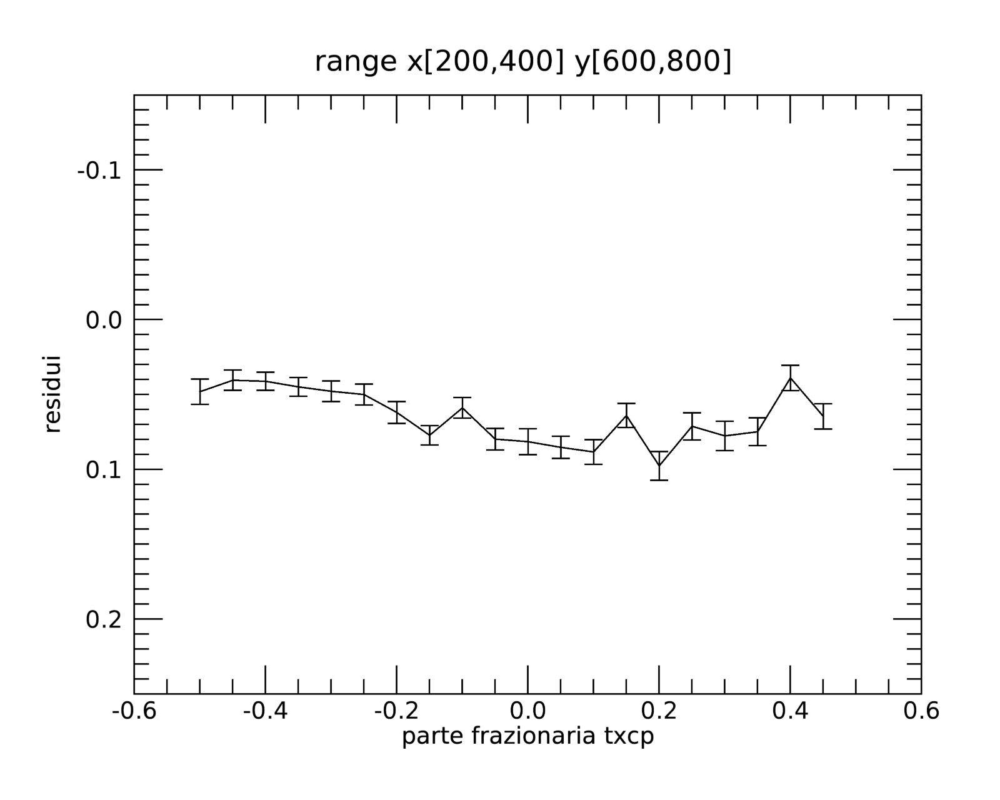 range x[200,400] y[600,800]
-0.1
0.0
0.1
0.2
residui
-0.6 -0.4 -0.2 0.0 0.2 0.4 0.6
parte frazionaria txcp